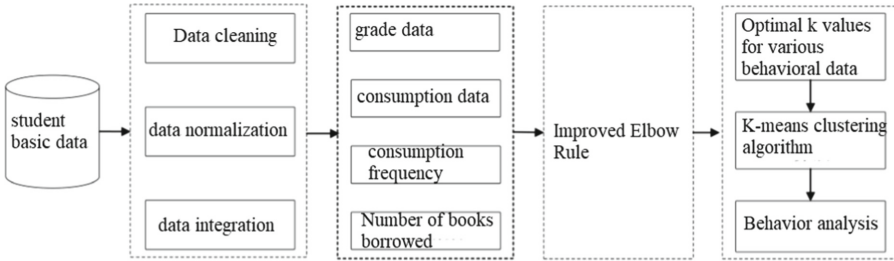 student
basic data
Data cleaning
data normalization
data integration
grade data
consumption data
consumption
frequency
Number of books
borrowed
Improved Elbow
Rule
Optimal k values
for various
behavioral data
K-means clustering
algorithm
Behavior analysis